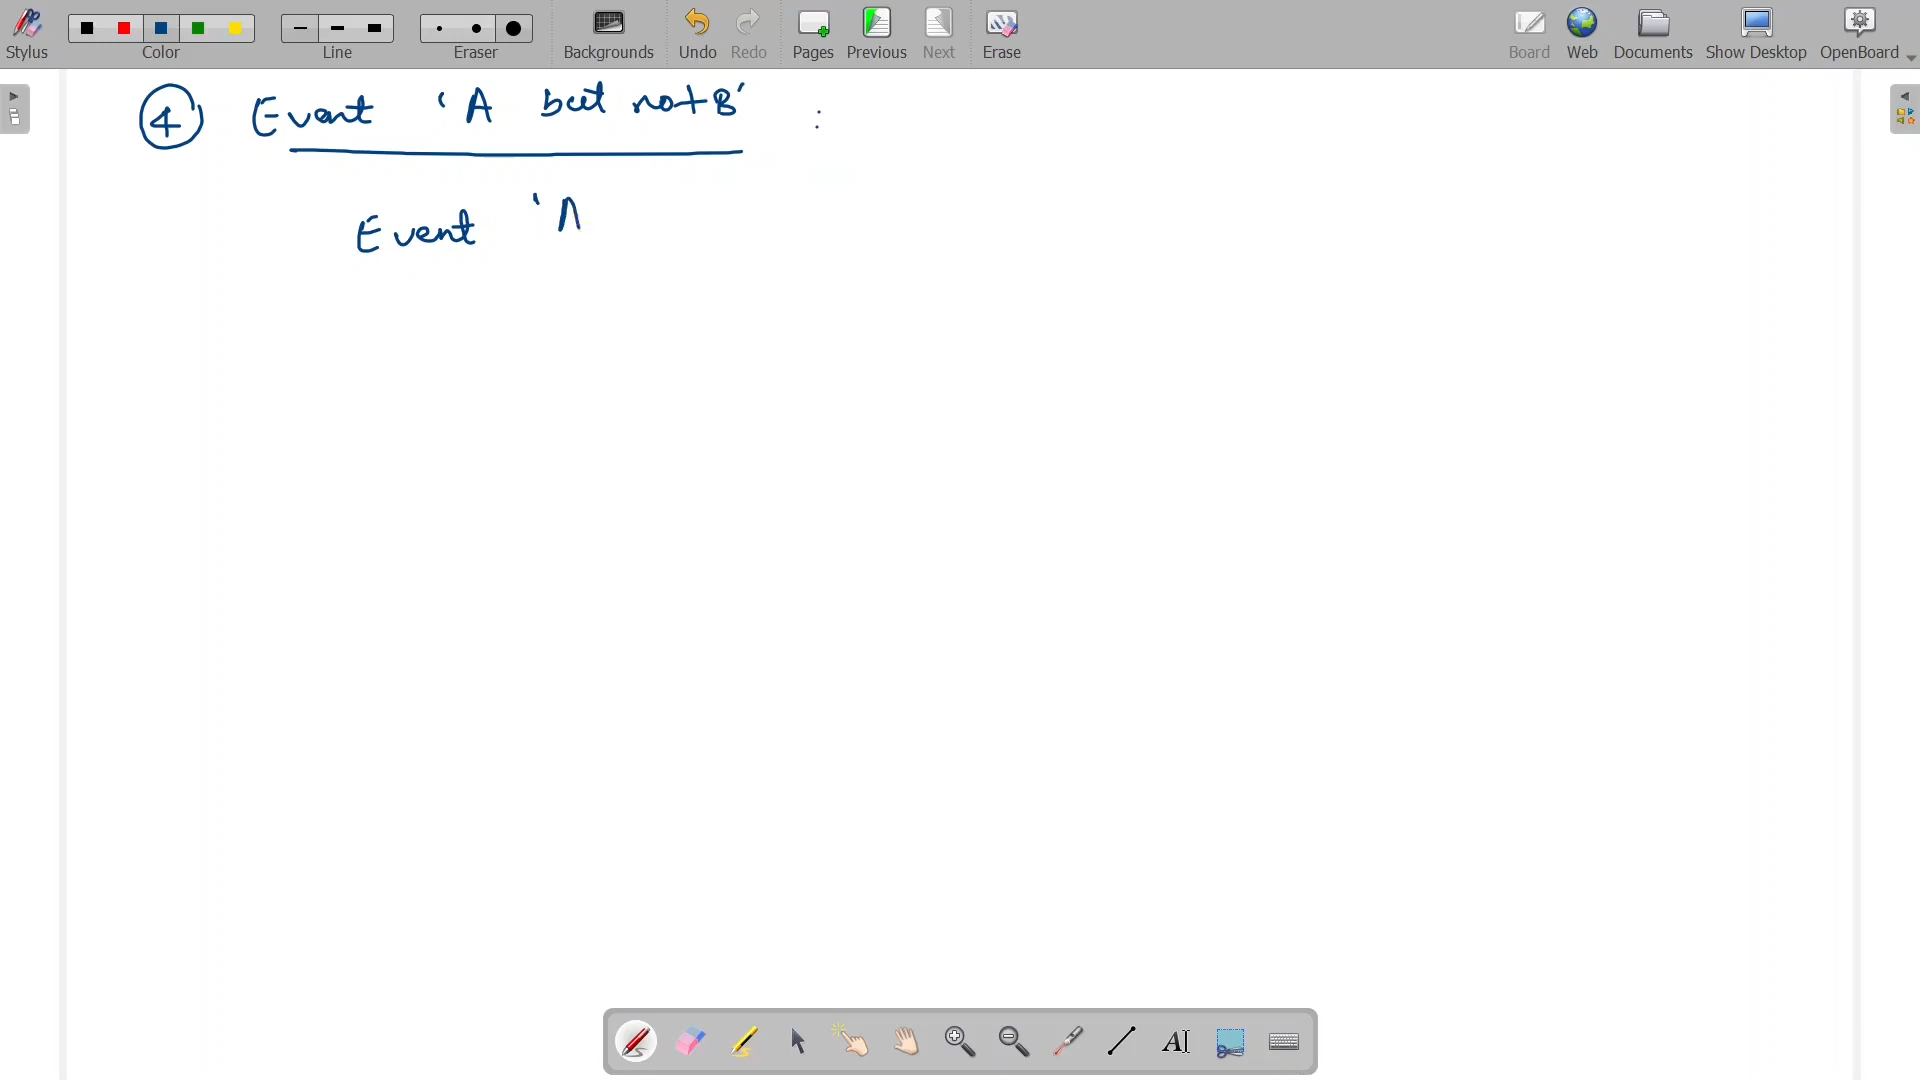 Stylus Color Line Eraser Backgrounds Undo Redo Pages Previous Next Erase Board Web Documents Show Desktop OpenBoard
④ Event 'A but not B' :
Event 'A
AI